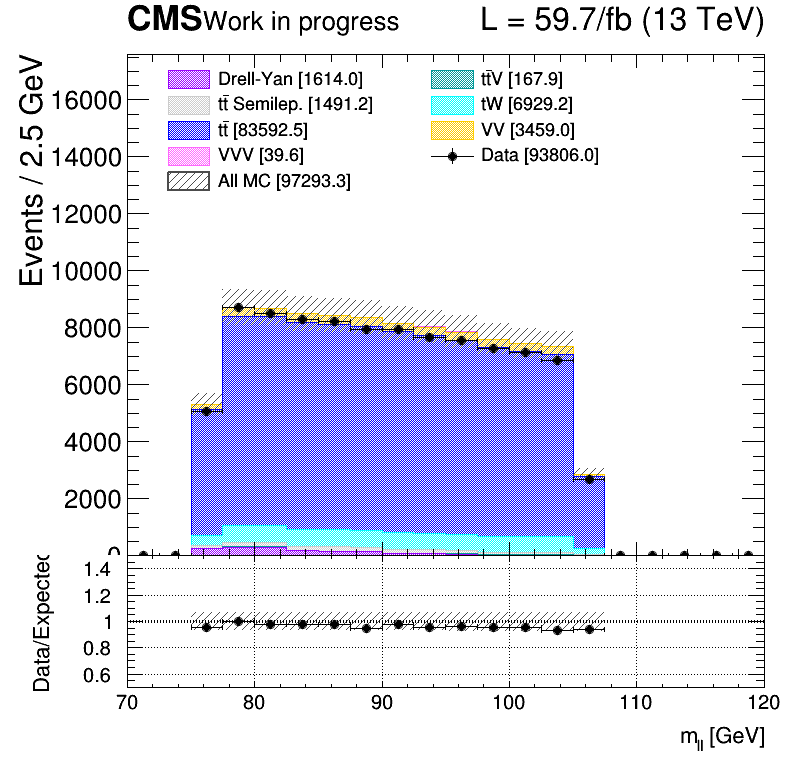 CMS Work in progress L = 59.7/fb (13 TeV)
Events / 2.5 GeV
16000
14000
12000
10000
8000
6000
4000
2000
0
Drell-Yan [1614.0]
tt̄ Semilep. [1491.2]
tt̄ [83592.5]
VVV [39.6]
All MC [97293.3]
tt̄V [167.9]
tW [6929.2]
VV [3459.0]
Data [93806.0]
Data/Expected
1.4
1.2
1
0.8
0.6
70 80 90 100 110 120
m_ll [GeV]